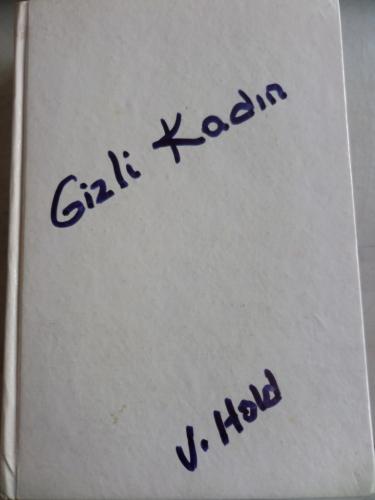 Gizli Kadın
V. Hold